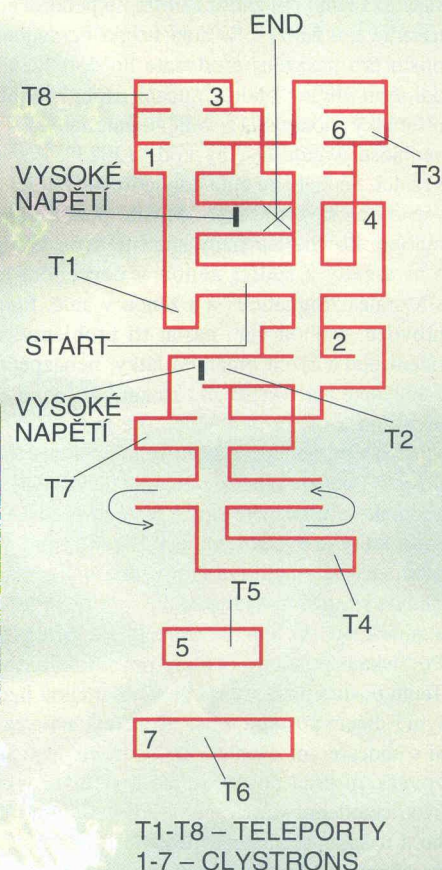 END
T8
3
1
6
T3
VYSOKÉ
NAPĚTÍ
4
T1
START
2
VYSOKÉ
NAPĚTÍ
T2
T7
T4
T5
5
7
T6
T1-T8 – TELEPORTY
1-7 – CLYSTRONS